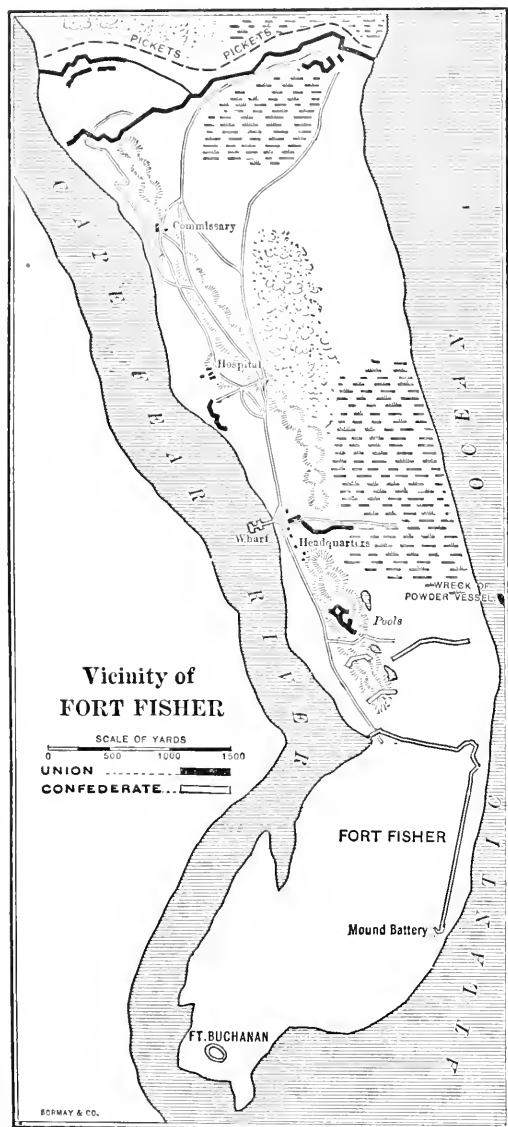 PICKETS
PICKETS
Commissary
CAPE FEAR RIVER
Hospital
ATLANTIC OCEAN
Wharf
Headquarters
WRECK OF
POWDER VESSEL
Pools
Vicinity of
FORT FISHER
SCALE OF YARDS
0 500 1000 1500
UNION
CONFEDERATE...
FORT FISHER
Mound Battery
FT. BUCHANAN
BORMAY & CO.